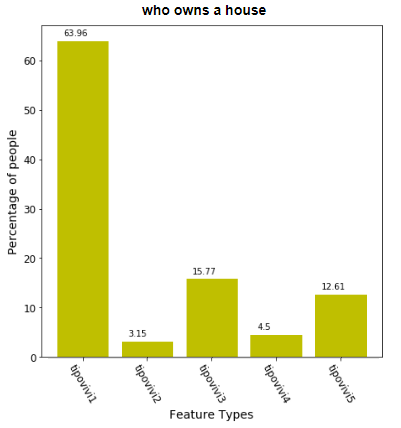 who owns a house
63.96
3.15
15.77
4.5
12.61
Percentage of people
60
50
40
30
20
10
0
tipovivi1
tipovivi2
tipovivi3
tipovivi4
tipovivi5
Feature Types